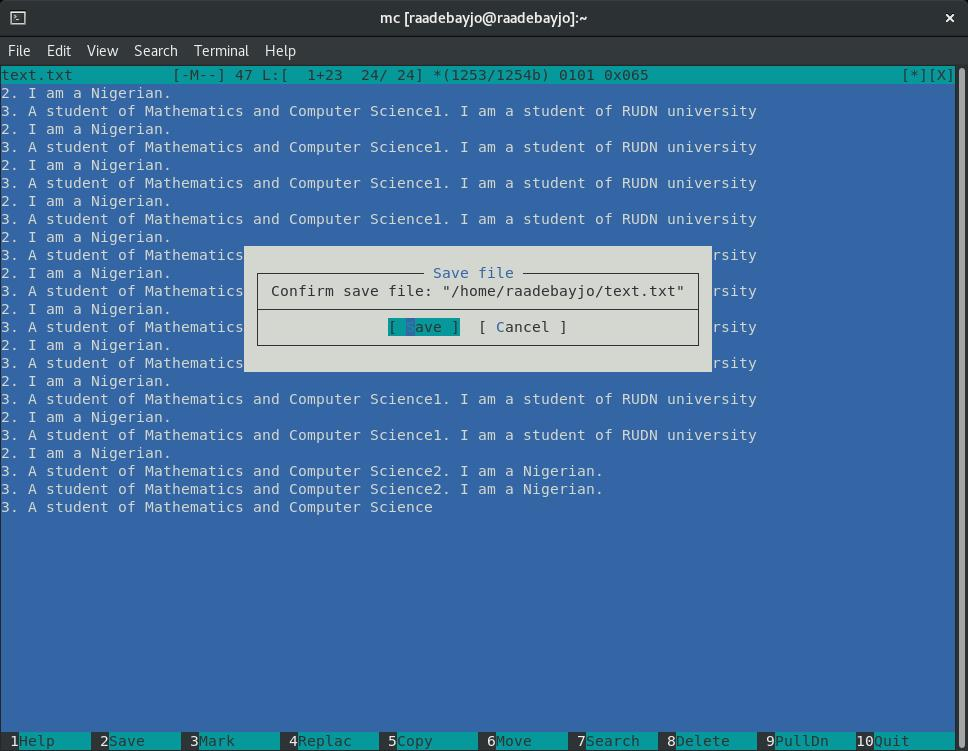 mc [raadebayjo@raadebayjo]:~
File Edit View Search Terminal Help
text.txt [-M--] 47 L:[ 1+23 24/ 24] *(1253/1254b) 0101 0x065 [*][X]
2. I am a Nigerian.
3. A student of Mathematics and Computer Science1. I am a student of RUDN university
2. I am a Nigerian.
3. A student of Mathematics and Computer Science1. I am a student of RUDN university
2. I am a Nigerian.
3. A student of Mathematics and Computer Science1. I am a student of RUDN university
2. I am a Nigerian.
3. A student of Mathematics and Computer Science1. I am a student of RUDN university
2. I am a Nigerian.
3. A student of Mathematics rsity
2. I am a Nigerian.
Save file
3. A student of Mathematics rsity
Confirm save file: "/home/raadebayjo/text.txt"
2. I am a Nigerian.
3. A student of Mathematics rsity
[ Save ] [ Cancel ]
2. I am a Nigerian.
3. A student of Mathematics rsity
2. I am a Nigerian.
3. A student of Mathematics and Computer Science1. I am a student of RUDN university
2. I am a Nigerian.
3. A student of Mathematics and Computer Science1. I am a student of RUDN university
2. I am a Nigerian.
3. A student of Mathematics and Computer Science2. I am a Nigerian.
3. A student of Mathematics and Computer Science2. I am a Nigerian.
3. A student of Mathematics and Computer Science
1Help 2Save 3Mark 4Replac 5Copy 6Move 7Search 8Delete 9PullDn 10Quit